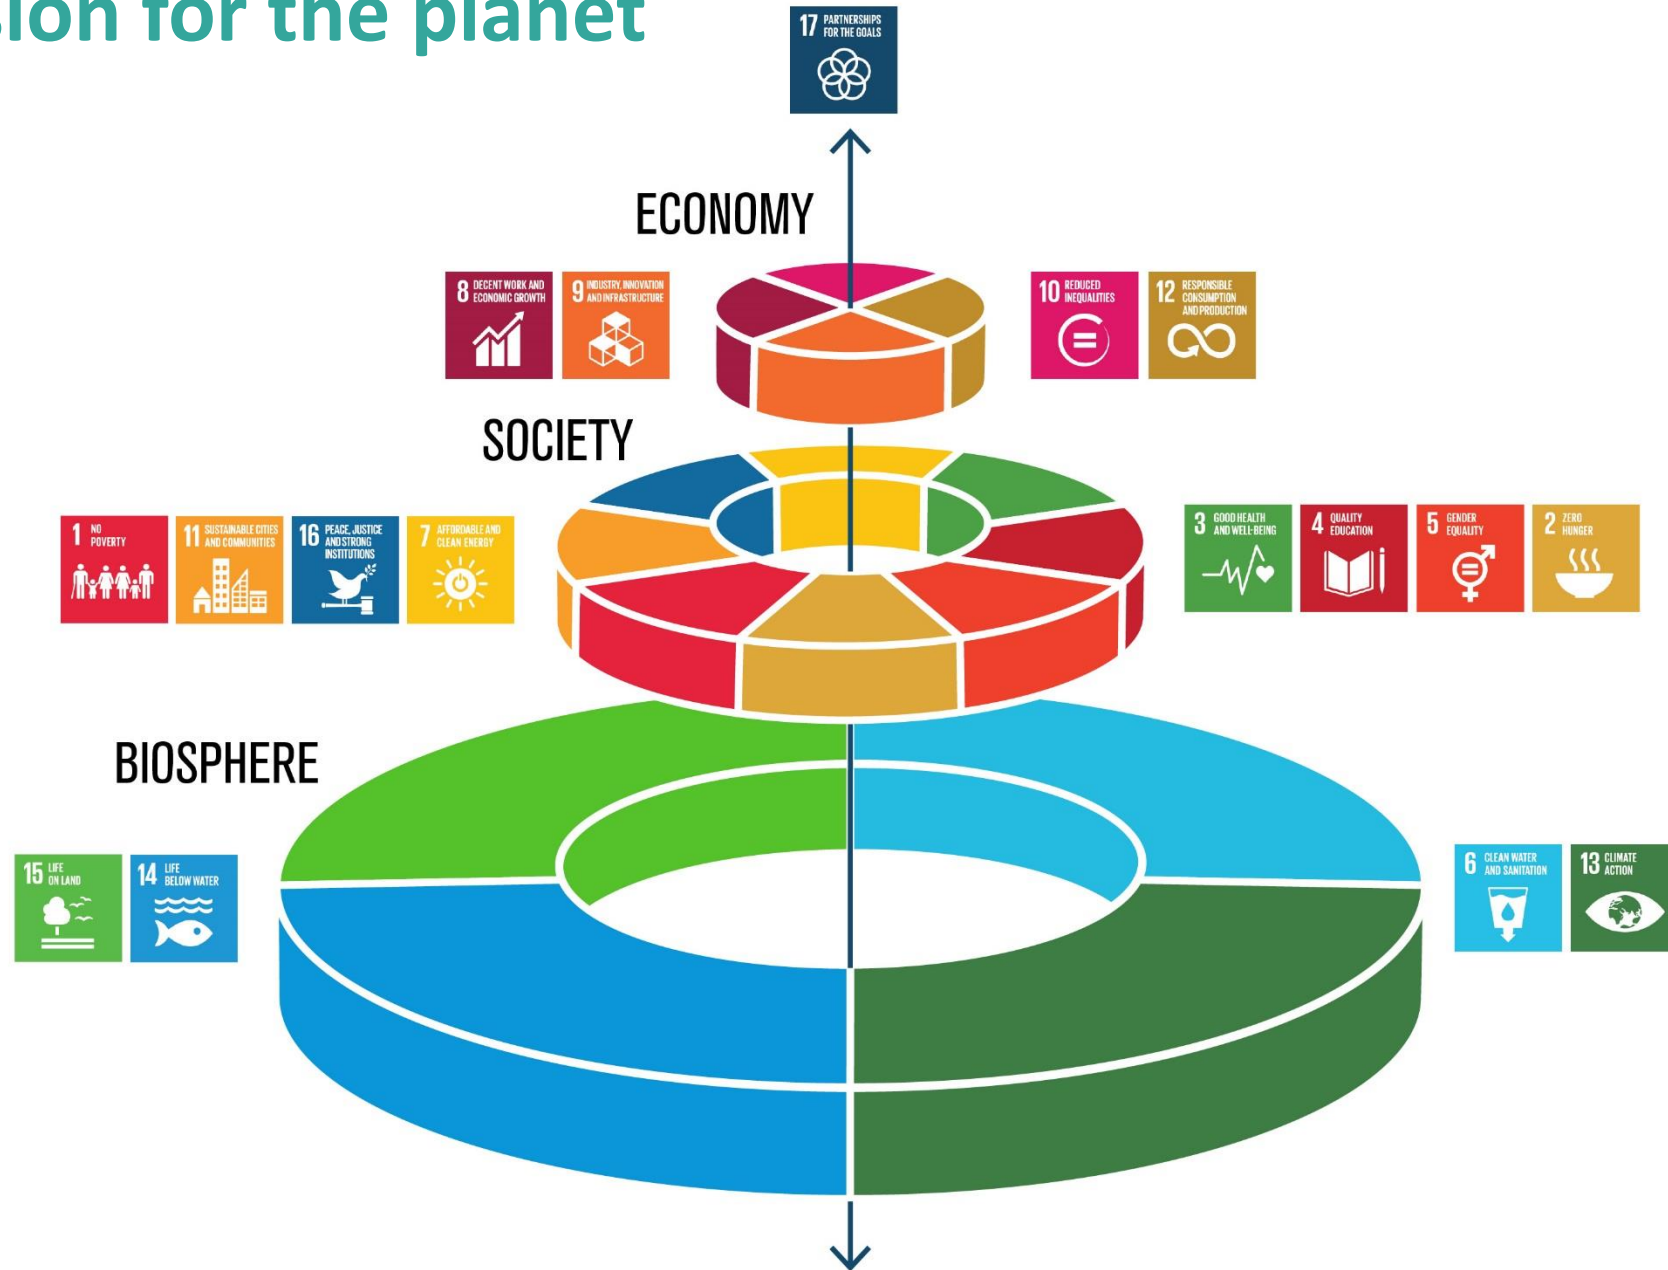 sion for the planet
17 PARTNERSHIPS
FOR THE GOALS
ECONOMY
8 DECENT WORK AND
ECONOMIC GROWTH
9 INDUSTRY, INNOVATION
AND INFRASTRUCTURE
10 REDUCED
INEQUALITIES
12 RESPONSIBLE
CONSUMPTION
AND PRODUCTION
SOCIETY
1 NO
POVERTY
11 SUSTAINABLE CITIES
AND COMMUNITIES
16 PEACE, JUSTICE
AND STRONG
INSTITUTIONS
7 AFFORDABLE AND
CLEAN ENERGY
3 GOOD HEALTH
AND WELL-BEING
4 QUALITY
EDUCATION
5 GENDER
EQUALITY
2 ZERO
HUNGER
BIOSPHERE
15 LIFE
ON LAND
14 LIFE
BELOW WATER
6 CLEAN WATER
AND SANITATION
13 CLIMATE
ACTION